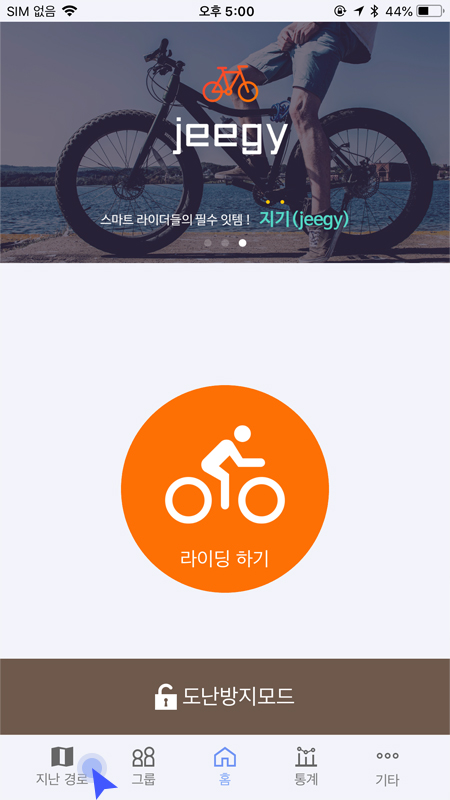 SIM 없음 오후 5:00 44%
jeegy
스마트 라이더들의 필수 잇템 ! 지기(jeegy)
라이딩 하기
도난방지모드
지난 경로 그룹 홈 통계 기타